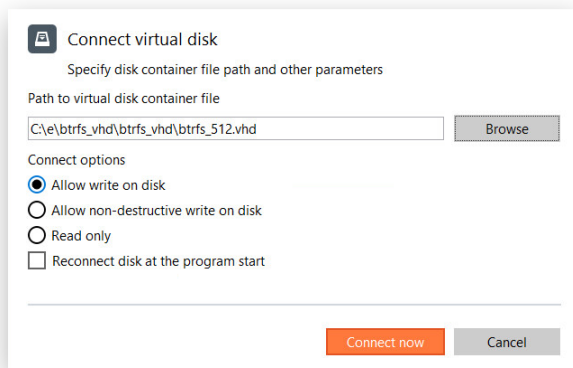 Connect virtual disk
Specify disk container file path and other parameters
Path to virtual disk container file
C:\e\btrfs_vhd\btrfs_vhd\btrfs_512.vhd
Browse
Connect options
Allow write on disk
Allow non-destructive write on disk
Read only
Reconnect disk at the program start
Connect now
Cancel